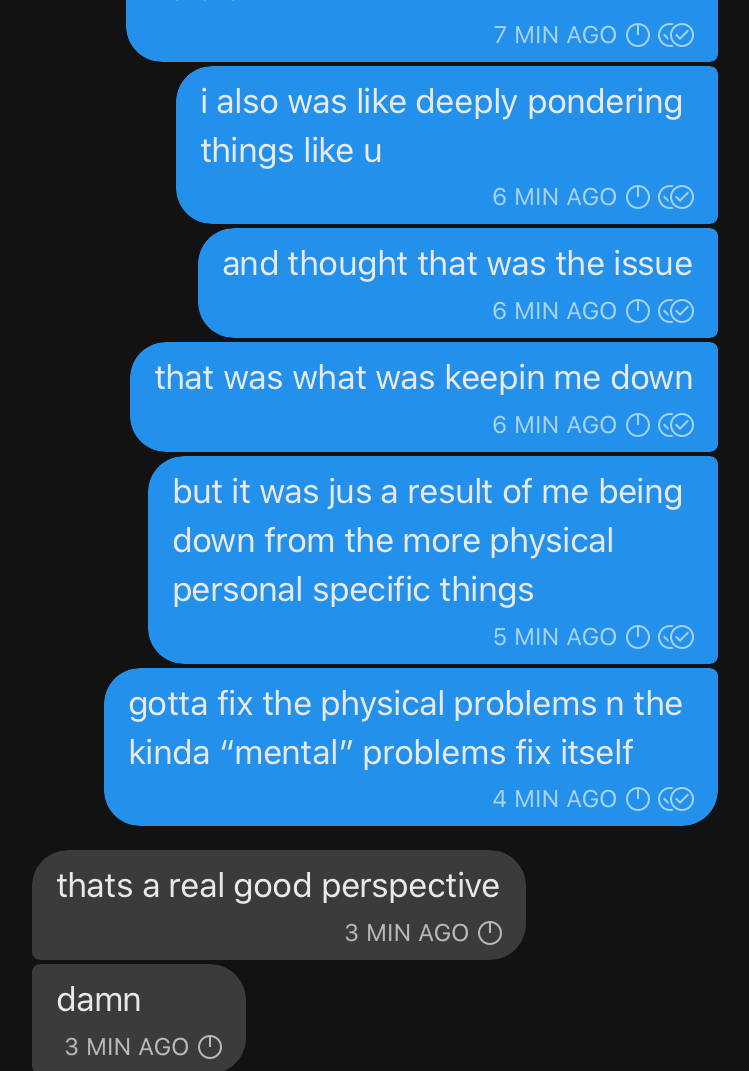 7 MIN AGO
i also was like deeply pondering
things like u
6 MIN AGO
and thought that was the issue
6 MIN AGO
that was what was keepin me down
6 MIN AGO
but it was jus a result of me being
down from the more physical
personal specific things
5 MIN AGO
gotta fix the physical problems n the
kinda “mental” problems fix itself
4 MIN AGO
thats a real good perspective
3 MIN AGO
damn
3 MIN AGO